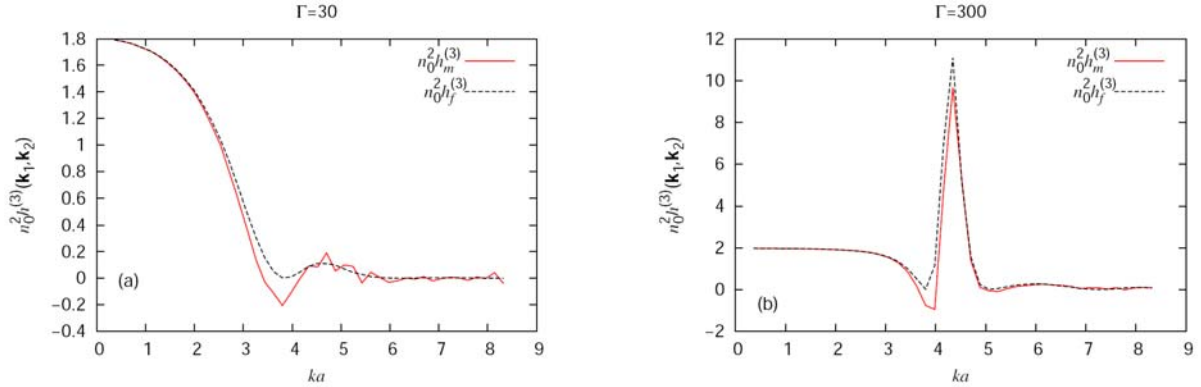 Γ=30
1.8
1.6
1.4
1.2
1
0.8
0.6
0.4
0.2
0
−0.2
−0.4
n₀²h⁽³⁾(k₁,k₂)
n₀²hₘ⁽³⁾
n₀²h_f⁽³⁾
(a)
0 1 2 3 4 5 6 7 8 9
ka
Γ=300
12
10
8
6
4
2
0
−2
n₀²h⁽³⁾(k₁,k₂)
n₀²hₘ⁽³⁾
n₀²h_f⁽³⁾
(b)
0 1 2 3 4 5 6 7 8 9
ka